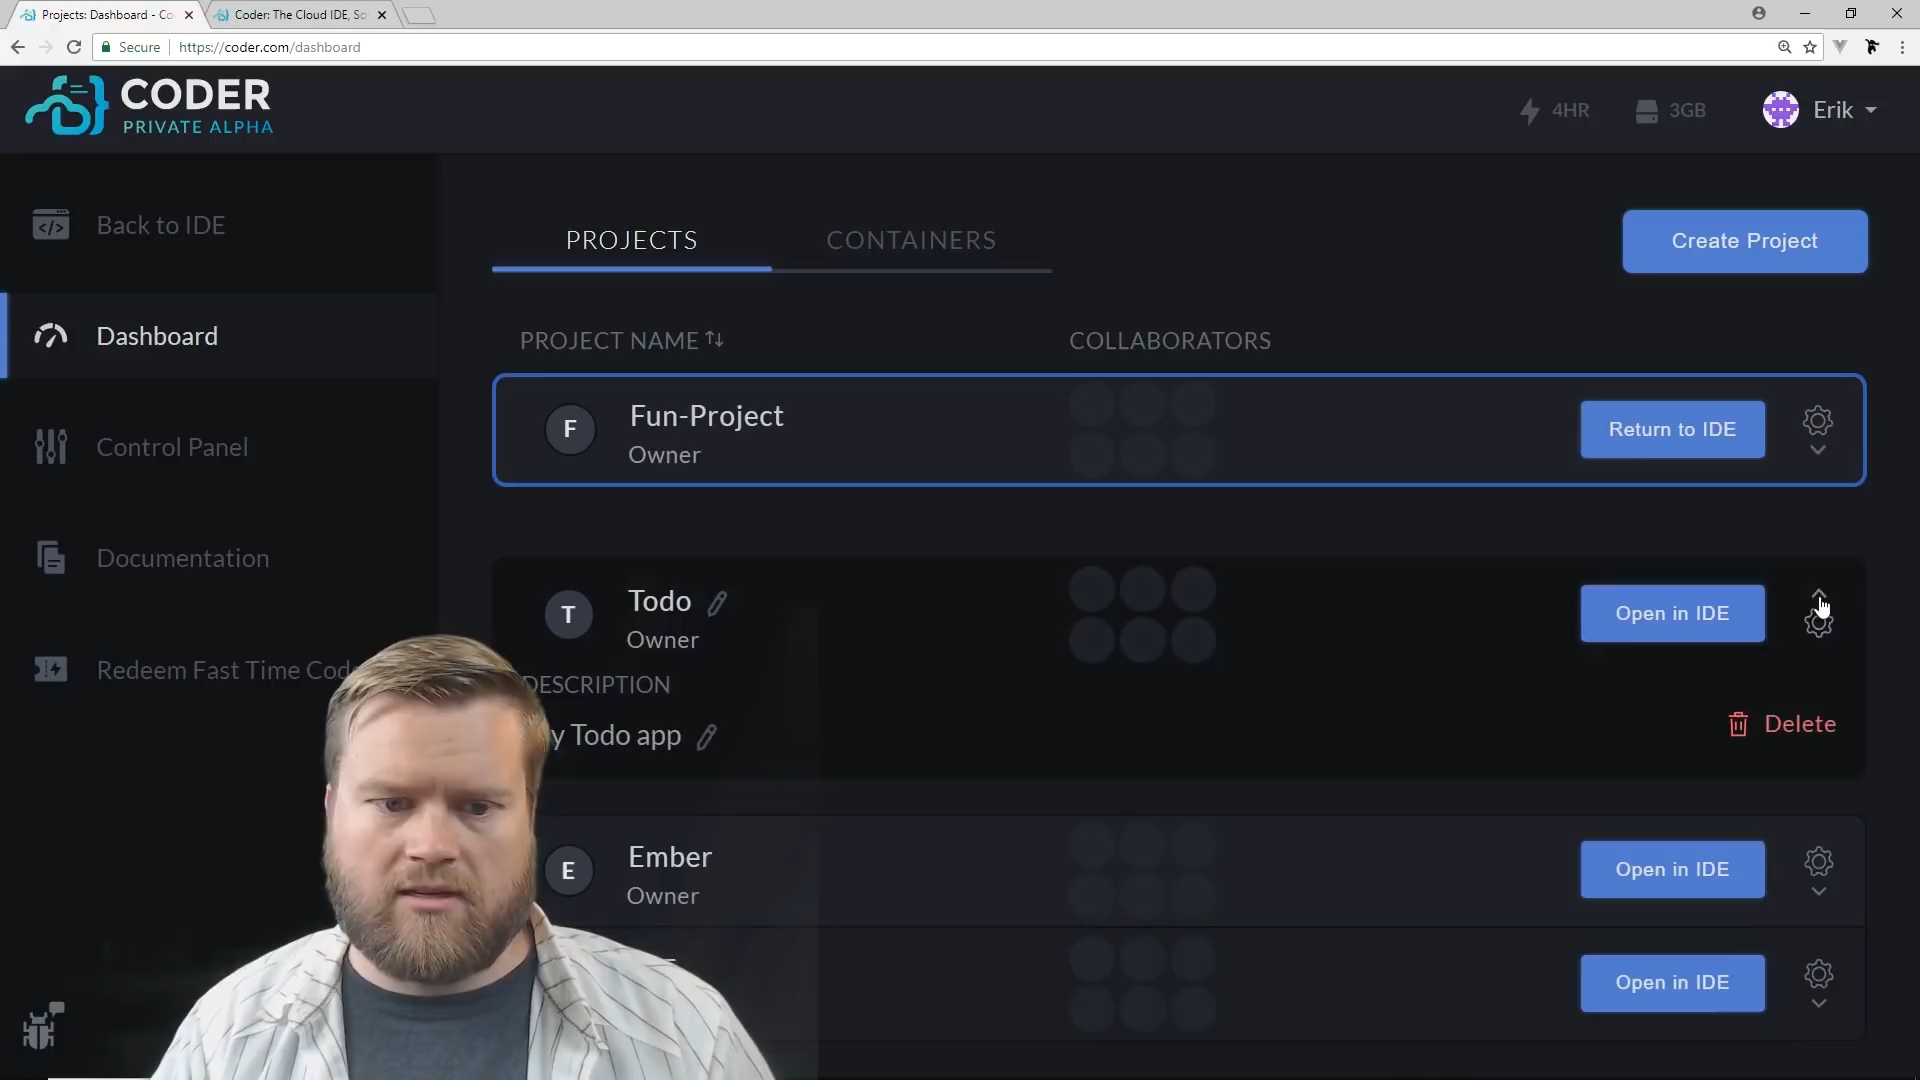 Projects: Dashboard - Co
Coder: The Cloud IDE, So
Secure
https://coder.com/dashboard
CODER
PRIVATE ALPHA
4HR
3GB
Erik
Back to IDE
Dashboard
Control Panel
Documentation
Redeem Fast Time Cod
PROJECTS
CONTAINERS
Create Project
PROJECT NAME
COLLABORATORS
F
Fun-Project
Owner
Return to IDE
T
Todo
Owner
Open in IDE
DESCRIPTION
y Todo app
Delete
E
Ember
Owner
Open in IDE
Open in IDE